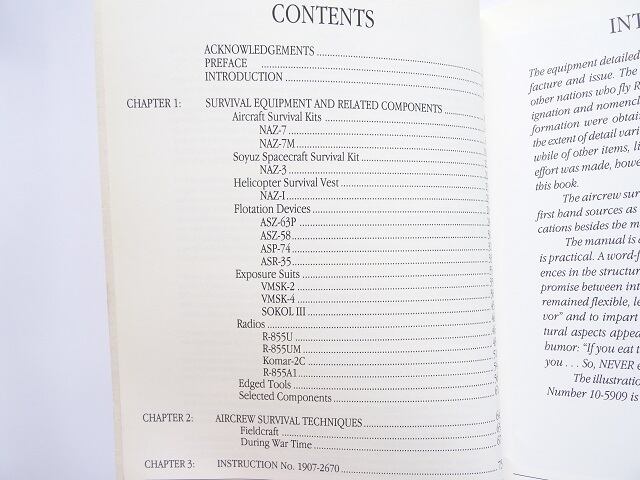 CONTENTS
ACKNOWLEDGEMENTS
PREFACE
INTRODUCTION
CHAPTER 1: SURVIVAL EQUIPMENT AND RELATED COMPONENTS
Aircraft Survival Kits
NAZ-7
NAZ-7M
Soyuz Spacecraft Survival Kit
NAZ-3
Helicopter Survival Vest
NAZ-I
Flotation Devices
ASZ-63P
ASZ-58
ASP-74
ASR-35
Exposure Suits
VMSK-2
VMSK-4
SOKOL III
Radios
R-855U
R-855UM
Komar-2C
R-855A1
Edged Tools
Selected Components
CHAPTER 2: AIRCREW SURVIVAL TECHNIQUES
Fieldcraft
During War Time
CHAPTER 3: INSTRUCTION No. 1907-2670
INT
The equipment detailed
facture and issue. The
other nations who fly R
ignation and nomencl
formation were obtain
the extent of detail vari
while of other items, li
effort was made, howe
this book.
The aircrew sur
first hand sources as
cations besides the m
The manual is a
is practical. A word-f
ences in the structur
promise between int
remained flexible, le
vor" and to impart
tural aspects appear
humor: "If you eat t
you . . . So, NEVER e
The illustration
Number 10-5909 is